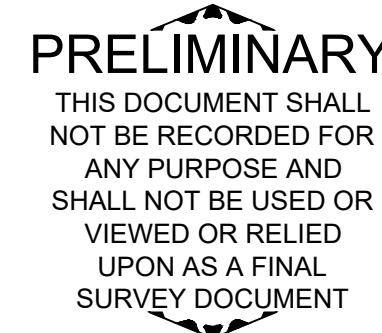 PRELIMINARY
THIS DOCUMENT SHALL
NOT BE RECORDED FOR
ANY PURPOSE AND
SHALL NOT BE USED OR
VIEWED OR RELIED
UPON AS A FINAL
SURVEY DOCUMENT